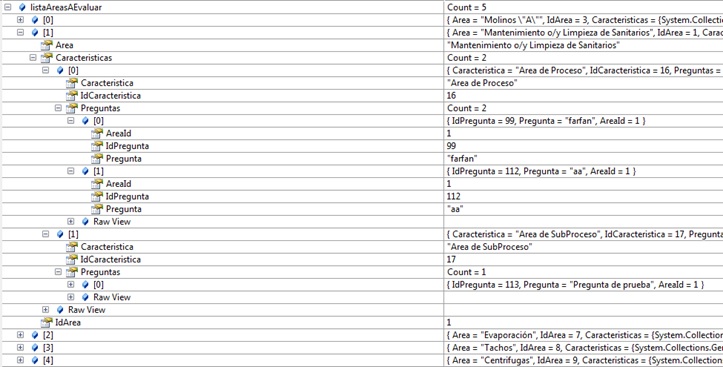 listaAreasAEvaluar Count = 5
[0] { Area = "Molinos \"A\"", IdArea = 3, Caracteristicas = {System.Collection
[1] { Area = "Mantenimiento o/y Limpieza de Sanitarios", IdArea = 1, Carac
Area "Mantenimiento o/y Limpieza de Sanitarios"
Caracteristicas Count = 2
[0] { Caracteristica = "Area de Proceso", IdCaracteristica = 16, Preguntas =
Caracteristica "Area de Proceso"
IdCaracteristica 16
Preguntas Count = 2
[0] { IdPregunta = 99, Pregunta = "farfan", AreaId = 1 }
AreaId 1
IdPregunta 99
Pregunta "farfan"
[1] { IdPregunta = 112, Pregunta = "aa", AreaId = 1 }
AreaId 1
IdPregunta 112
Pregunta "aa"
Raw View
[1] { Caracteristica = "Area de SubProceso", IdCaracteristica = 17, Pregunta
Caracteristica "Area de SubProceso"
IdCaracteristica 17
Preguntas Count = 1
[0] { IdPregunta = 113, Pregunta = "Pregunta de prueba", AreaId = 1 }
Raw View
Raw View
IdArea 1
[2] { Area = "Evaporación", IdArea = 7, Caracteristicas = {System.Collection
[3] { Area = "Tachos", IdArea = 8, Caracteristicas = {System.Collections.Ger
[4] { Area = "Centrifugas", IdArea = 9, Caracteristicas = {System.Collection